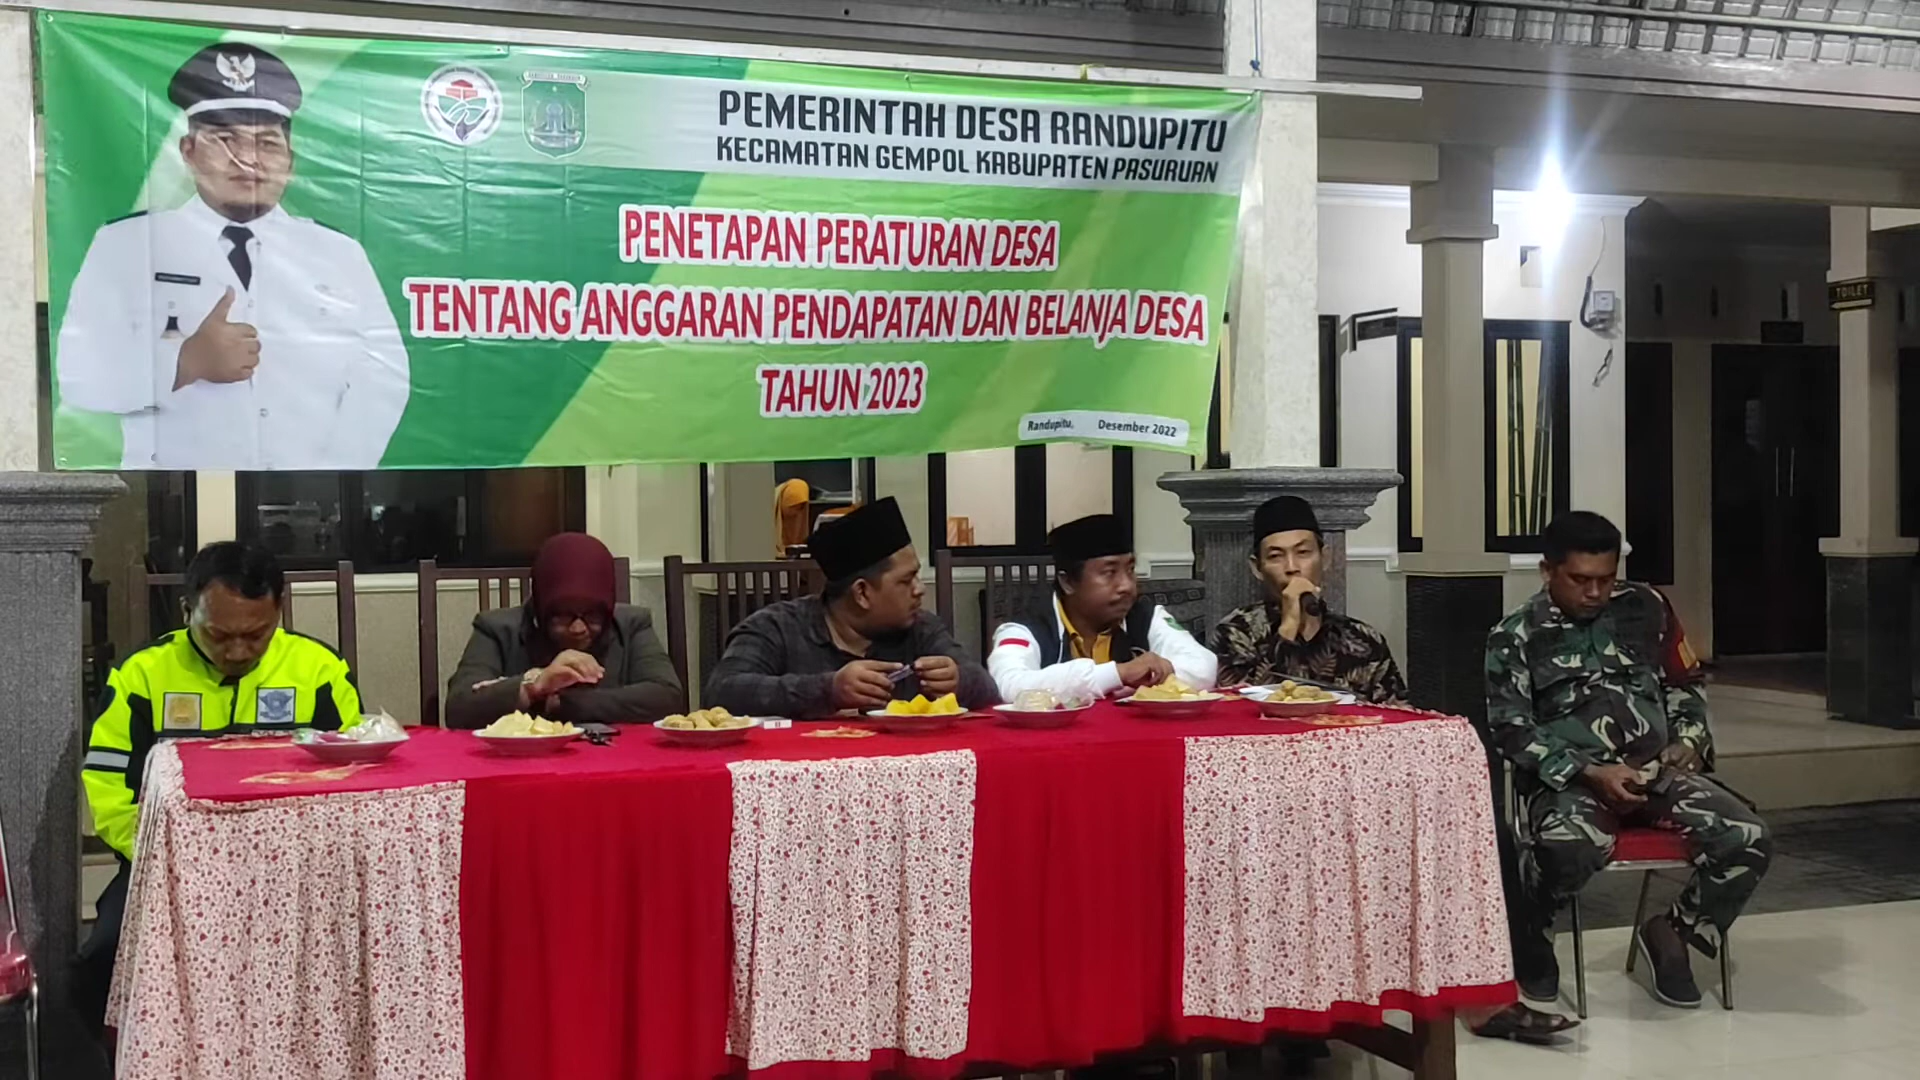 PEMERINTAH DESA RANDUPITU
KECAMATAN GEMPOL KABUPATEN PASURUAN
PENETAPAN PERATURAN DESA
TENTANG ANGGARAN PENDAPATAN DAN BELANJA DESA
TAHUN 2023
Randupitu, Desember 2022
TOILET